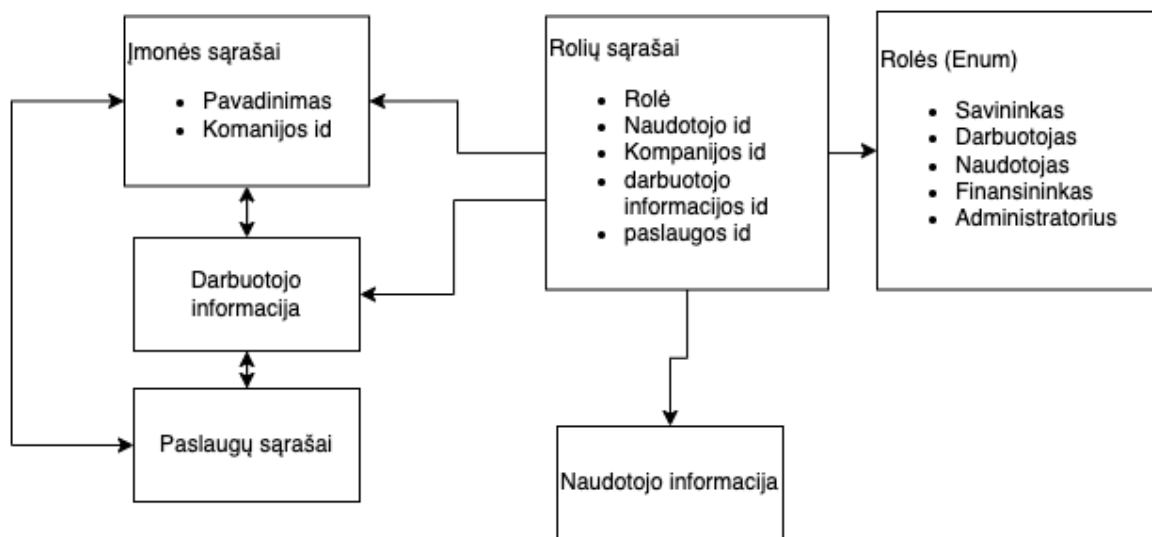 Įmonės sąrašai
• Pavadinimas
• Komanijos id
Darbuotojo
informacija
Paslaugų sąrašai
Rolių sąrašai
• Rolė
• Naudotojo id
• Kompanijos id
• darbuotojo
informacijos id
• paslaugos id
Naudotojo informacija
Rolės (Enum)
• Savininkas
• Darbuotojas
• Naudotojas
• Finansininkas
• Administratorius